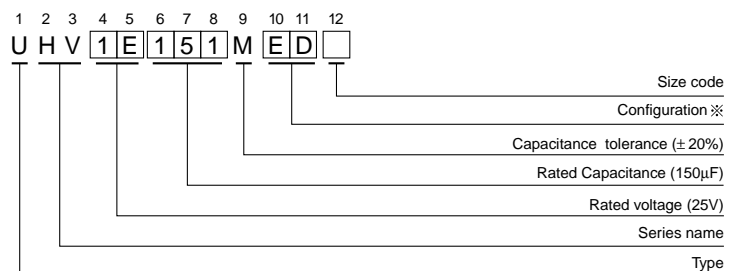 1 2 3 4 5 6 7 8 9 10 11 12
U H V 1 E 1 5 1 M E D
Size code
Configuration ※
Capacitance tolerance (± 20%)
Rated Capacitance (150μF)
Rated voltage (25V)
Series name
Type